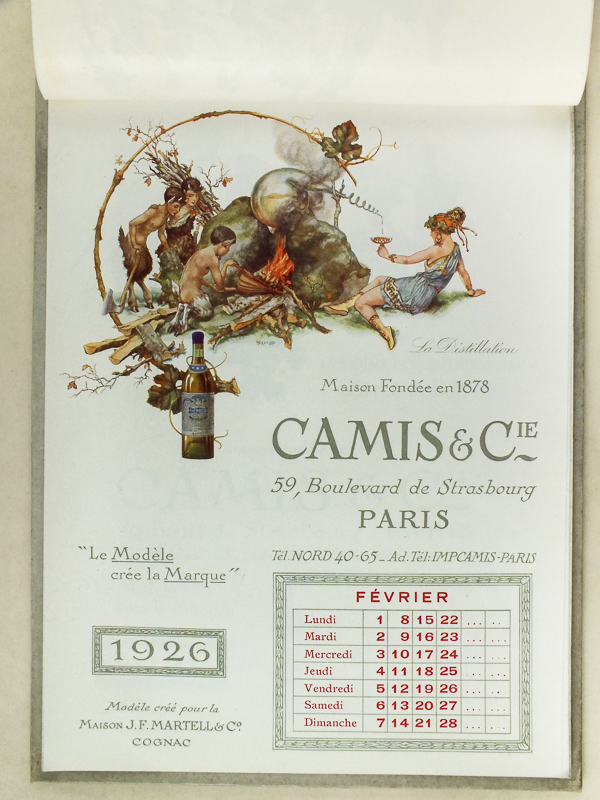 La Distillation
Maison Fondée en 1878
CAMIS & CIE
59, Boulevard de Strasbourg
PARIS
Tél. NORD 40-65 _ Ad. Tél: IMPCAMIS-PARIS
"Le Modèle
crée la Marque"
1926
Modèle créé pour la
MAISON J.F. MARTELL & Co.
COGNAC
FÉVRIER
Lundi 1 8 15 22 ... ..
Mardi 2 9 16 23 ... ...
Mercredi 3 10 17 24 ... ...
Jeudi 4 11 18 25 ... ...
Vendredi 5 12 19 26 ... ..
Samedi 6 13 20 27 ... ...
Dimanche 7 14 21 28 ... ...